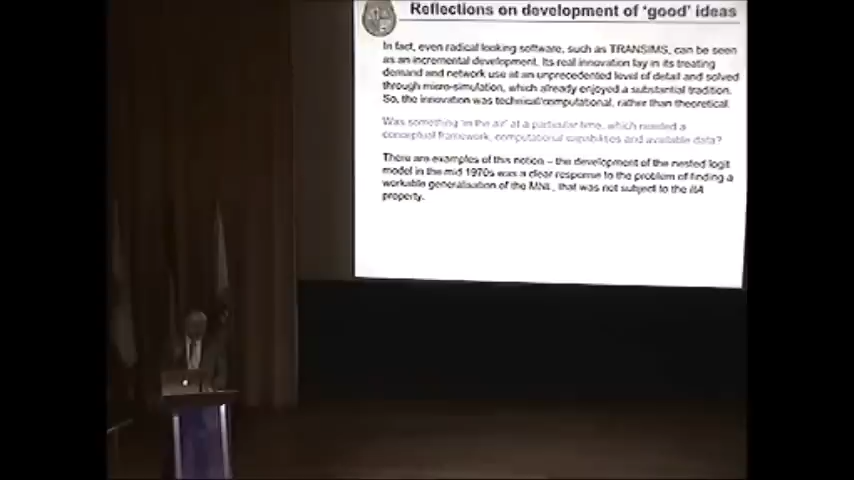 Reflections on development of 'good' ideas
In fact, even radical looking software, such as TRANSIMS, can be seen
as an incremental development. Its real innovation lay in its treating
demand and network use at an unprecedented level of detail and solved
through micro-simulation, which already enjoyed a substantial tradition.
So, the innovation was technical/computational, rather than theoretical.
Was something 'in the air' at a particular time, which needed a
conceptual framework, computational capabilities and available data?
There are examples of this notion – the development of the nested logit
model in the mid 1970s was a clear response to the problem of finding a
workable generalisation of the MNL, that was not subject to the IIA
property.